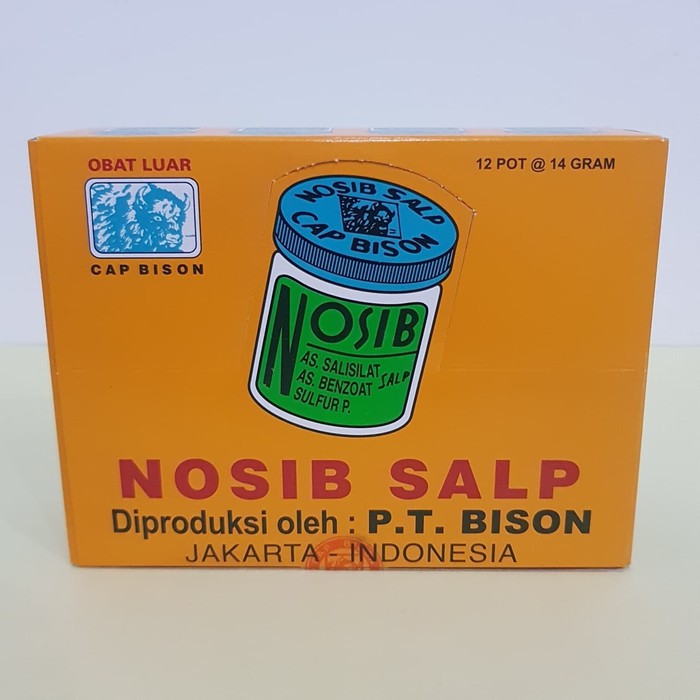 OBAT LUAR
CAP BISON
12 POT @ 14 GRAM
NOSIB SALP
CAP BISON
NOSIB
AS. SALISILAT
AS. BENZOAT SALP
SULFUR P.
NOSIB SALP
Diproduksi oleh : P.T. BISON
JAKARTA - INDONESIA